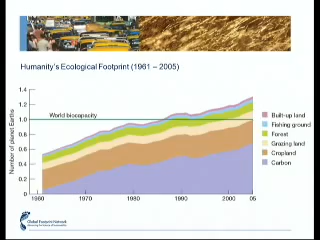 Humanity's Ecological Footprint (1961 – 2005)
1.4
1.2
1.0
0.8
0.6
0.4
0.2
0
Number of planet Earths
World biocapacity
1960
1970
1980
1990
2000
05
Built-up land
Fishing ground
Forest
Grazing land
Cropland
Carbon
Global Footprint Network